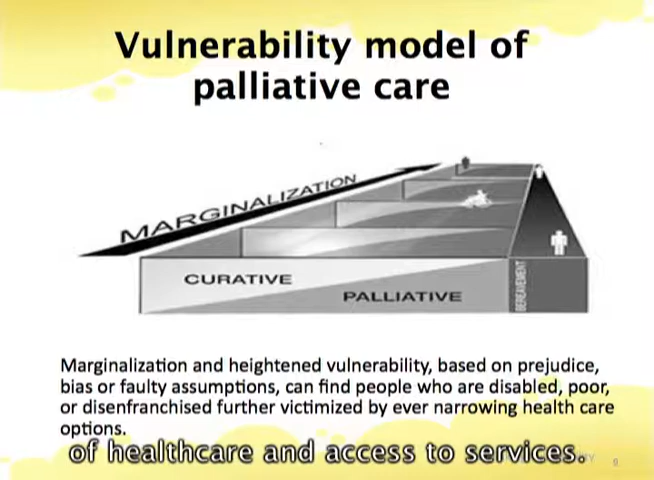 Vulnerability model of
palliative care
MARGINALIZATION
CURATIVE
PALLIATIVE
BEREAVEMENT
Marginalization and heightened vulnerability, based on prejudice,
bias or faulty assumptions, can find people who are disabled, poor,
or disenfranchised further victimized by ever narrowing health care
options.
of healthcare and access to services.
9